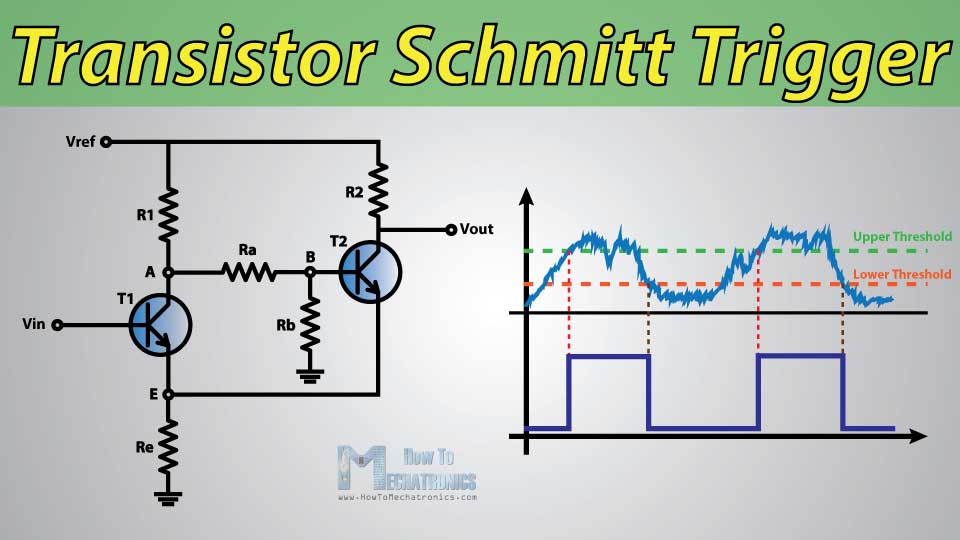 Transistor Schmitt Trigger
Vref
R1
R2
Vout
Ra
B
T2
A
T1
Vin
Rb
E
Re
Upper Threshold
Lower Threshold
How To
MECHATRONICS
www.HowToMechatronics.com